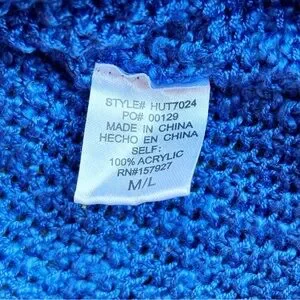 STYLE# HUT7024
PO# 00129
MADE IN CHINA
HECHO EN CHINA
SELF:
100% ACRYLIC
RN#157927
M/L